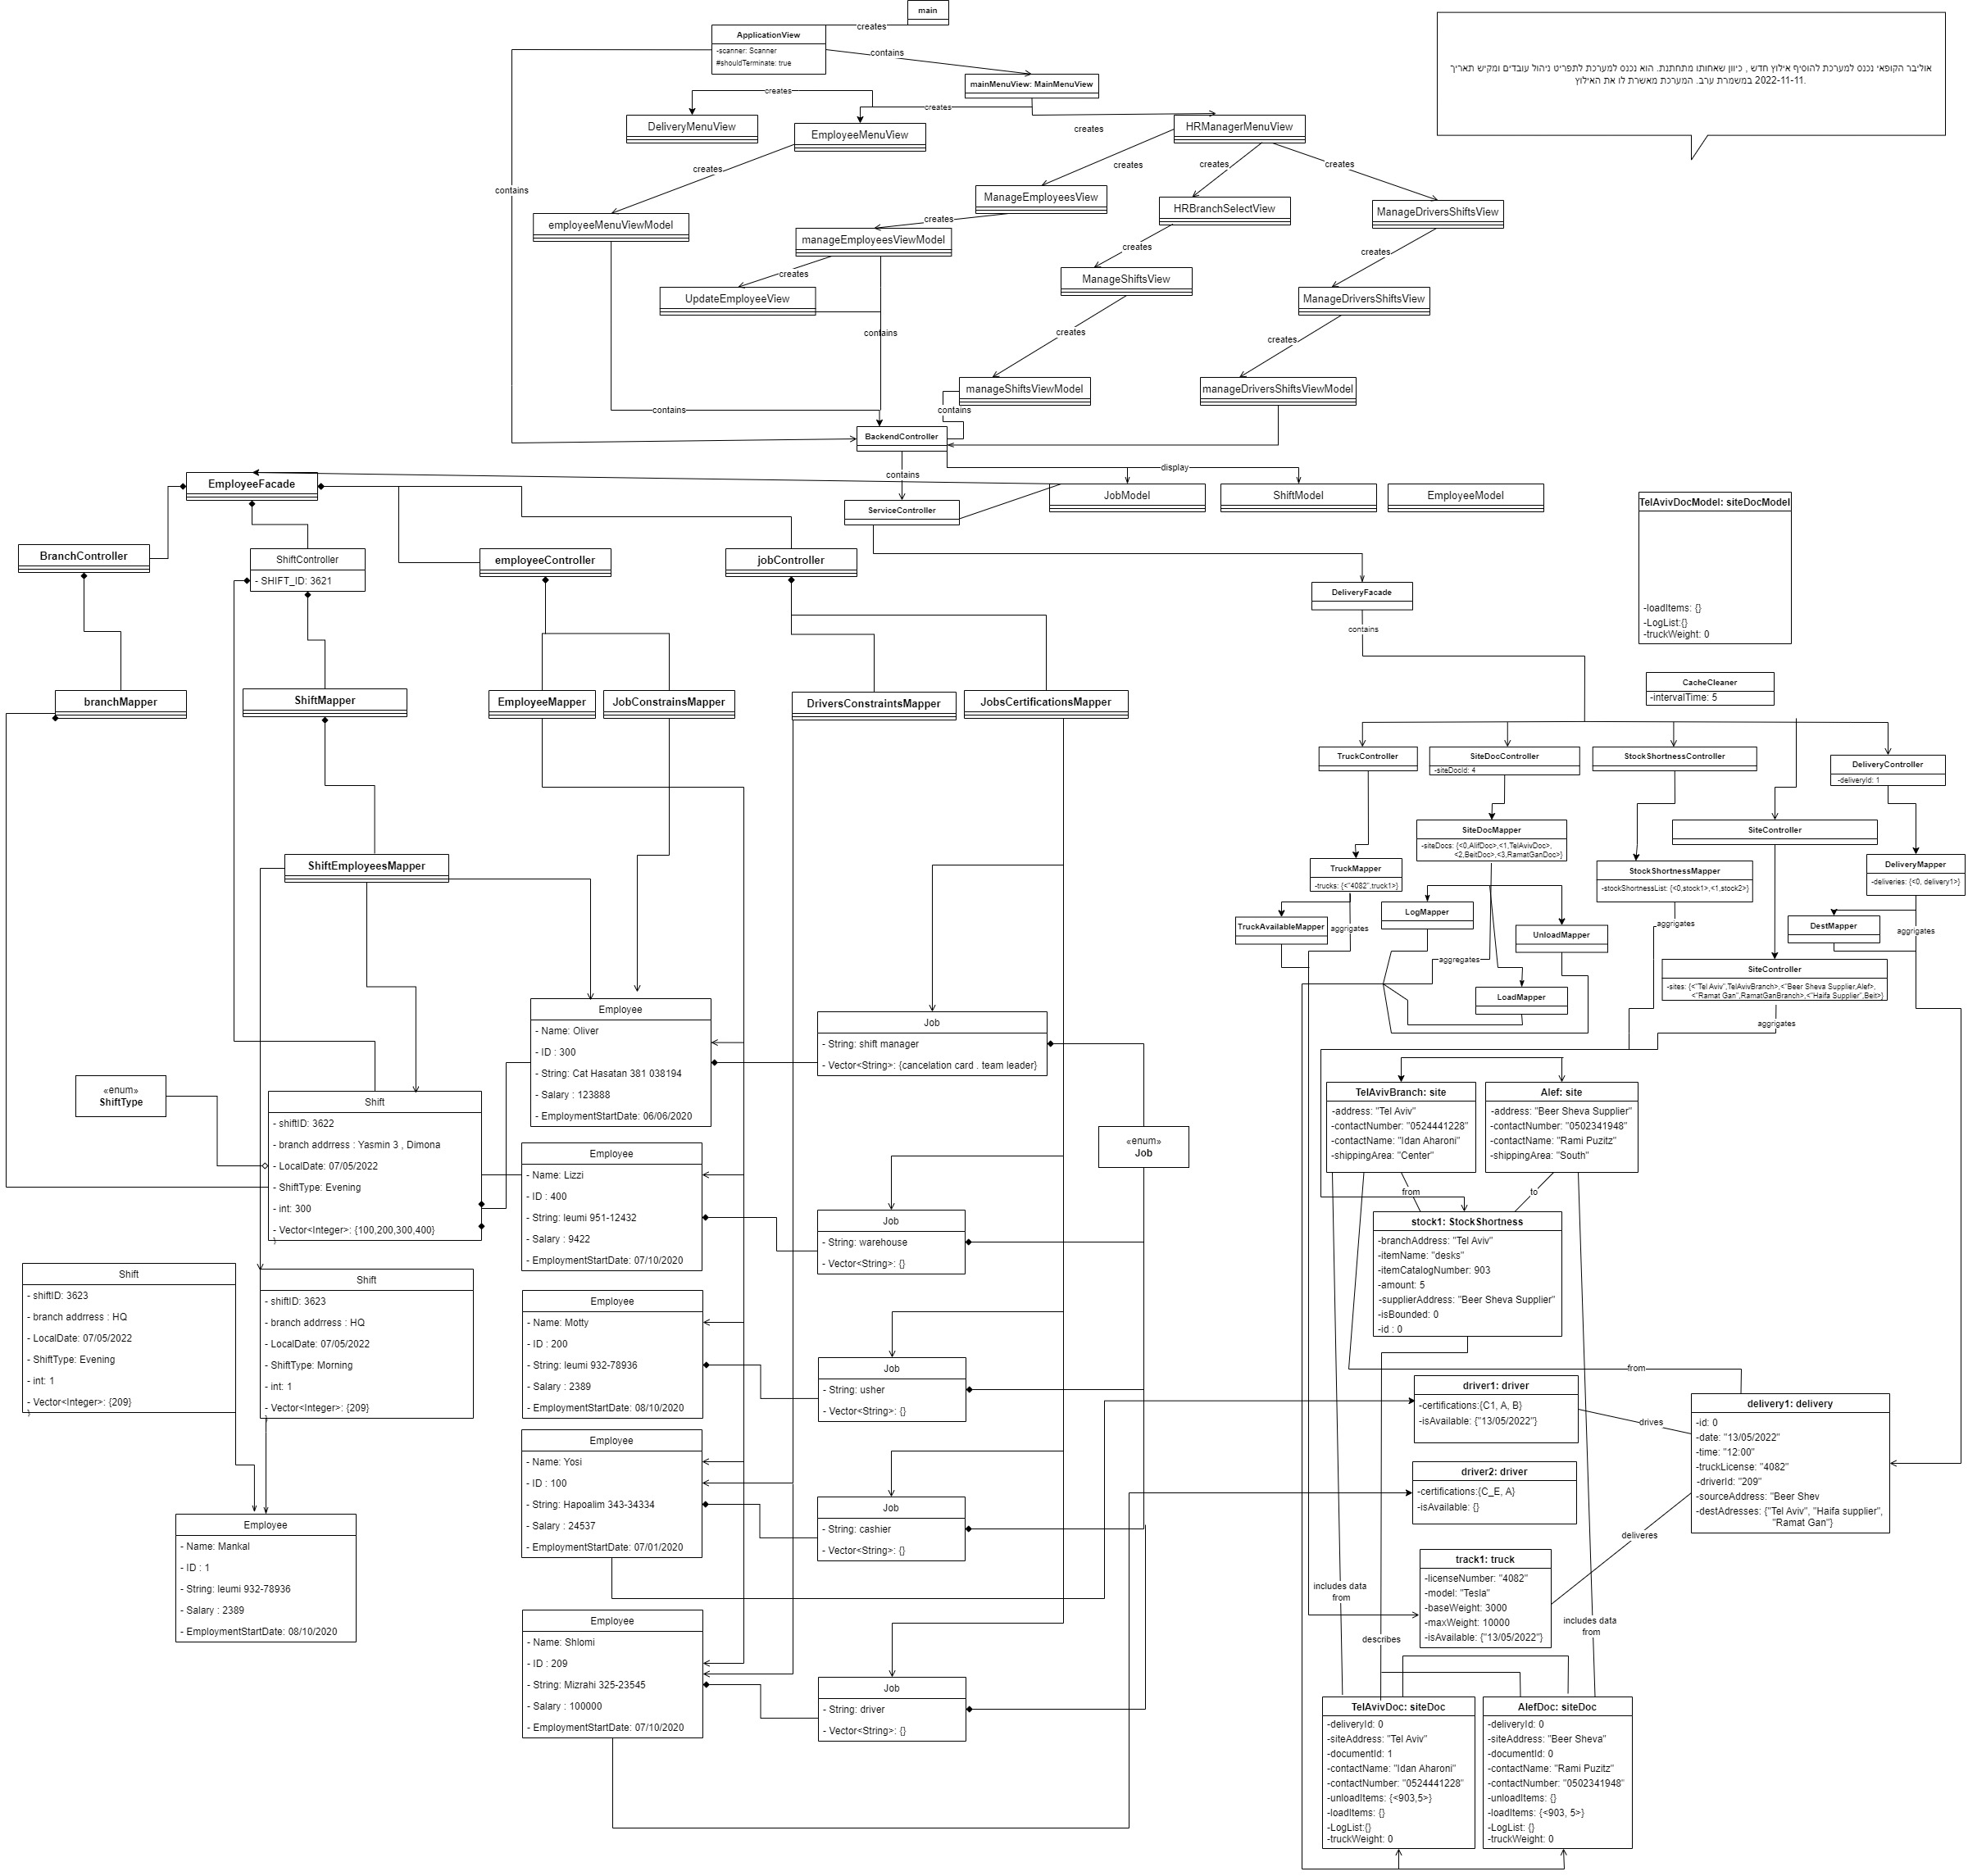 main
creates
ApplicationView
-scanner: Scanner
#shouldTerminate: true
contains
mainMenuView: MainMenuView
אוליבר הקופאי נכנס למערכת להוסיף אילוץ חדש , כיוון שאחותו מתחתנת. הוא נכנס למערכת לתפריט ניהול עובדים ומקיש תאריך
2022-11-11 במשמרת ערב. המערכת מאשרת לו את האילוץ.
creates
creates
creates
DeliveryMenuView
EmployeeMenuView
HRManagerMenuView
creates
creates
creates
creates
contains
ManageEmployeesView
HRBranchSelectView
ManageDriversShiftsView
employeeMenuViewModel
creates
manageEmployeesViewModel
creates
creates
creates
UpdateEmployeeView
ManageShiftsView
ManageDriversShiftsView
contains
creates
creates
manageShiftsViewModel
manageDriversShiftsViewModel
contains
contains
BackendController
contains
display
EmployeeFacade
ServiceController
JobModel
ShiftModel
EmployeeModel
TelAvivDocModel: siteDocModel
-loadItems: {}
-LogList:{}
-truckWeight: 0
BranchController
ShiftController
- SHIFT_ID: 3621
employeeController
jobController
DeliveryFacade
contains
CacheCleaner
-intervalTime: 5
branchMapper
ShiftMapper
EmployeeMapper
JobConstrainsMapper
DriversConstraintsMapper
JobsCertificationsMapper
TruckController
SiteDocController
-siteDocId: 4
StockShortnessController
DeliveryController
-deliveryId: 1
SiteDocMapper
-siteDocs: {<0,AlifDoc>,<1,TelAvivDoc>,
<2,BeitDoc>,<3,RamatGanDoc>}
SiteController
ShiftEmployeesMapper
TruckMapper
-trucks: {<"4082",truck1>}
StockShortnessMapper
-stockShortnessList: {<0,stock1>,<1,stock2>}
DeliveryMapper
-deliveries: {<0, delivery1>}
TruckAvailableMapper
aggrigates
LogMapper
UnloadMapper
aggrigates
DestMapper
aggrigates
aggregates
LoadMapper
SiteController
-sites: {<"Tel Aviv",TelAvivBranch>,<"Beer Sheva Supplier,Alef>,
<"Ramat Gan",RamatGanBranch>,<"Haifa Supplier",Beit>}
aggrigates
Employee
- Name: Oliver
- ID : 300
- String: Cat Hasatan 381 038194
- Salary : 123888
- EmploymentStartDate: 06/06/2020
Job
- String: shift manager
- Vector<String>: {cancelation card . team leader}
«enum»
ShiftType
Shift
- shiftID: 3622
- branch addrress : Yasmin 3 , Dimona
- LocalDate: 07/05/2022
- ShiftType: Evening
- int: 300
- Vector<Integer>: {100,200,300,400}
}
TelAvivBranch: site
-address: "Tel Aviv"
-contactNumber: "0524441228"
-contactName: "Idan Aharoni"
-shippingArea: "Center"
Alef: site
-address: "Beer Sheva Supplier"
-contactNumber: "0502341948"
-contactName: "Rami Puzitz"
-shippingArea: "South"
«enum»
Job
Employee
- Name: Lizzi
- ID : 400
- String: leumi 951-12432
- Salary : 9422
- EmploymentStartDate: 07/10/2020
Job
- String: warehouse
- Vector<String>: {}
from
to
stock1: StockShortness
-branchAddress: "Tel Aviv"
-itemName: "desks"
-itemCatalogNumber: 903
-amount: 5
-supplierAddress: "Beer Sheva Supplier"
-isBounded: 0
-id : 0
Shift
- shiftID: 3623
- branch addrress : HQ
- LocalDate: 07/05/2022
- ShiftType: Evening
- int: 1
- Vector<Integer>: {209}
}
Shift
- shiftID: 3623
- branch addrress : HQ
- LocalDate: 07/05/2022
- ShiftType: Morning
- int: 1
- Vector<Integer>: {209}
}
Employee
- Name: Motty
- ID : 200
- String: leumi 932-78936
- Salary : 2389
- EmploymentStartDate: 08/10/2020
Job
- String: usher
- Vector<String>: {}
from
driver1: driver
-certifications:{C1, A, B}
-isAvailable: {"13/05/2022"}
drives
delivery1: delivery
-id: 0
-date: "13/05/2022"
-time: "12:00"
-truckLicense: "4082"
-driverId: "209"
-sourceAddress: "Beer Shev
-destAdresses: {"Tel Aviv", "Haifa supplier",
"Ramat Gan"}
Employee
- Name: Yosi
- ID : 100
- String: Hapoalim 343-34334
- Salary : 24537
- EmploymentStartDate: 07/01/2020
Job
- String: cashier
- Vector<String>: {}
driver2: driver
-certifications:{C_E, A}
-isAvailable: {}
deliveres
Employee
- Name: Mankal
- ID : 1
- String: leumi 932-78936
- Salary : 2389
- EmploymentStartDate: 08/10/2020
track1: truck
-licenseNumber: "4082"
-model: "Tesla"
-baseWeight: 3000
-maxWeight: 10000
-isAvailable: {"13/05/2022"}
includes data
from
includes data
from
describes
Employee
- Name: Shlomi
- ID : 209
- String: Mizrahi 325-23545
- Salary : 100000
- EmploymentStartDate: 07/10/2020
Job
- String: driver
- Vector<String>: {}
TelAvivDoc: siteDoc
-deliveryId: 0
-siteAddress: "Tel Aviv"
-documentId: 1
-contactName: "Idan Aharoni"
-contactNumber: "0524441228"
-unloadItems: {<903,5>}
-loadItems: {}
-LogList:{}
-truckWeight: 0
AlefDoc: siteDoc
-deliveryId: 0
-siteAddress: "Beer Sheva"
-documentId: 0
-contactName: "Rami Puzitz"
-contactNumber: "0502341948"
-unloadItems: {}
-loadItems: {<903, 5>}
-LogList: {}
-truckWeight: 0